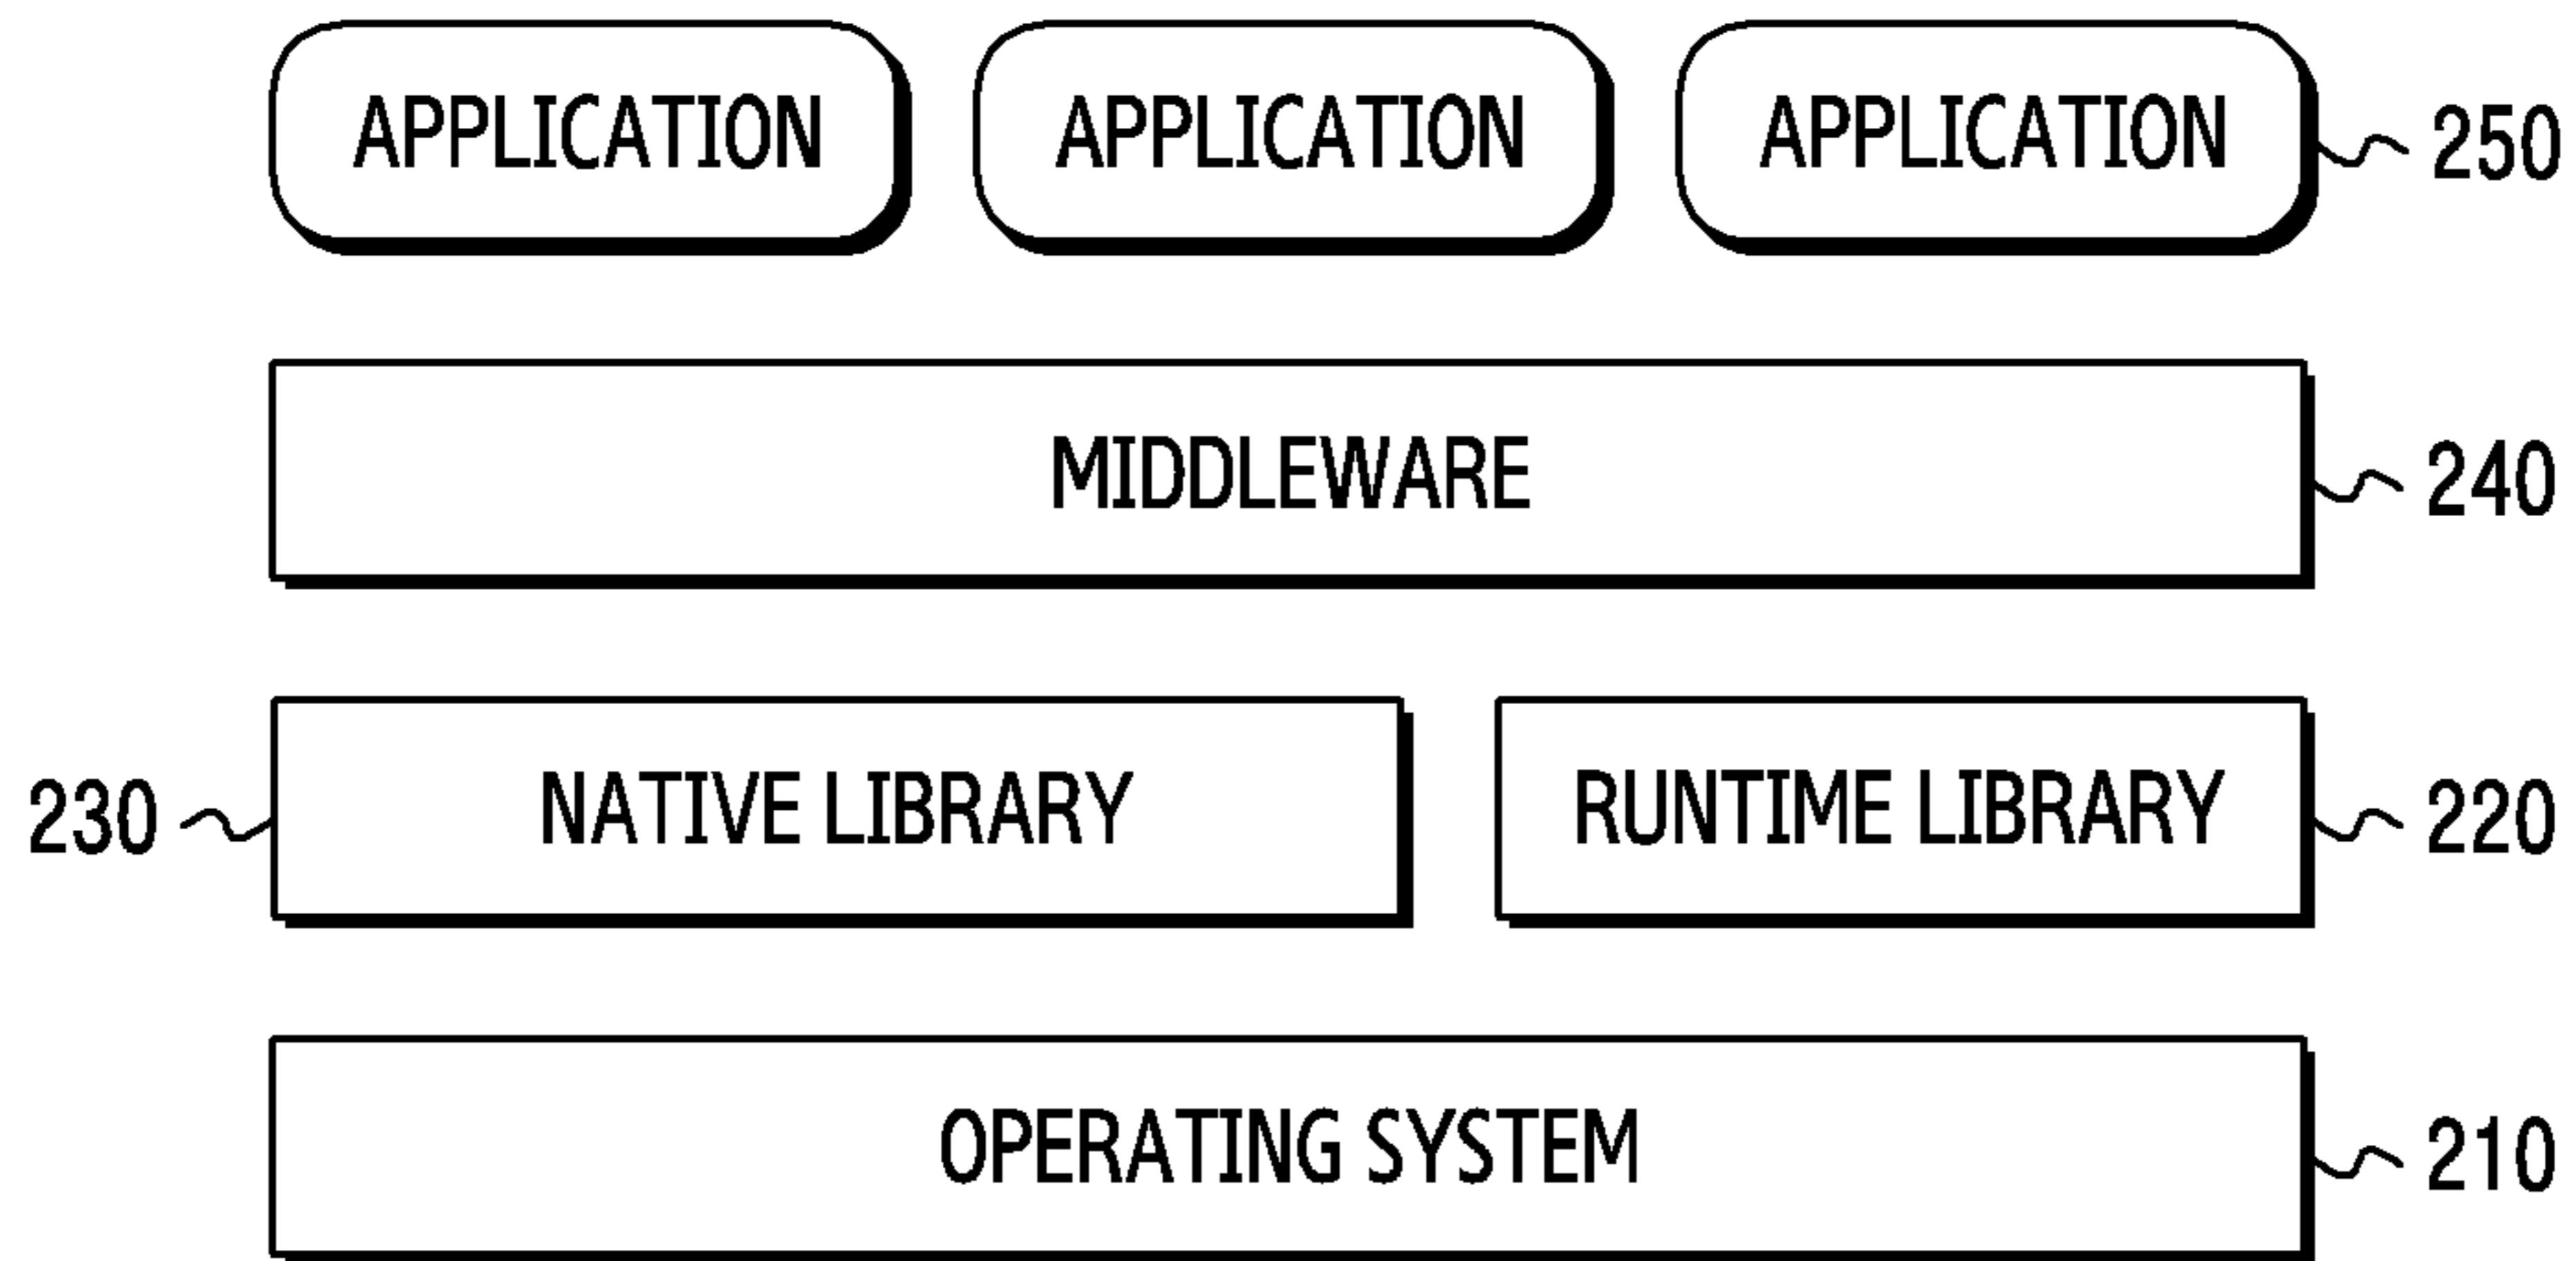 APPLICATION APPLICATION APPLICATION 250
MIDDLEWARE 240
230 NATIVE LIBRARY RUNTIME LIBRARY 220
OPERATING SYSTEM 210